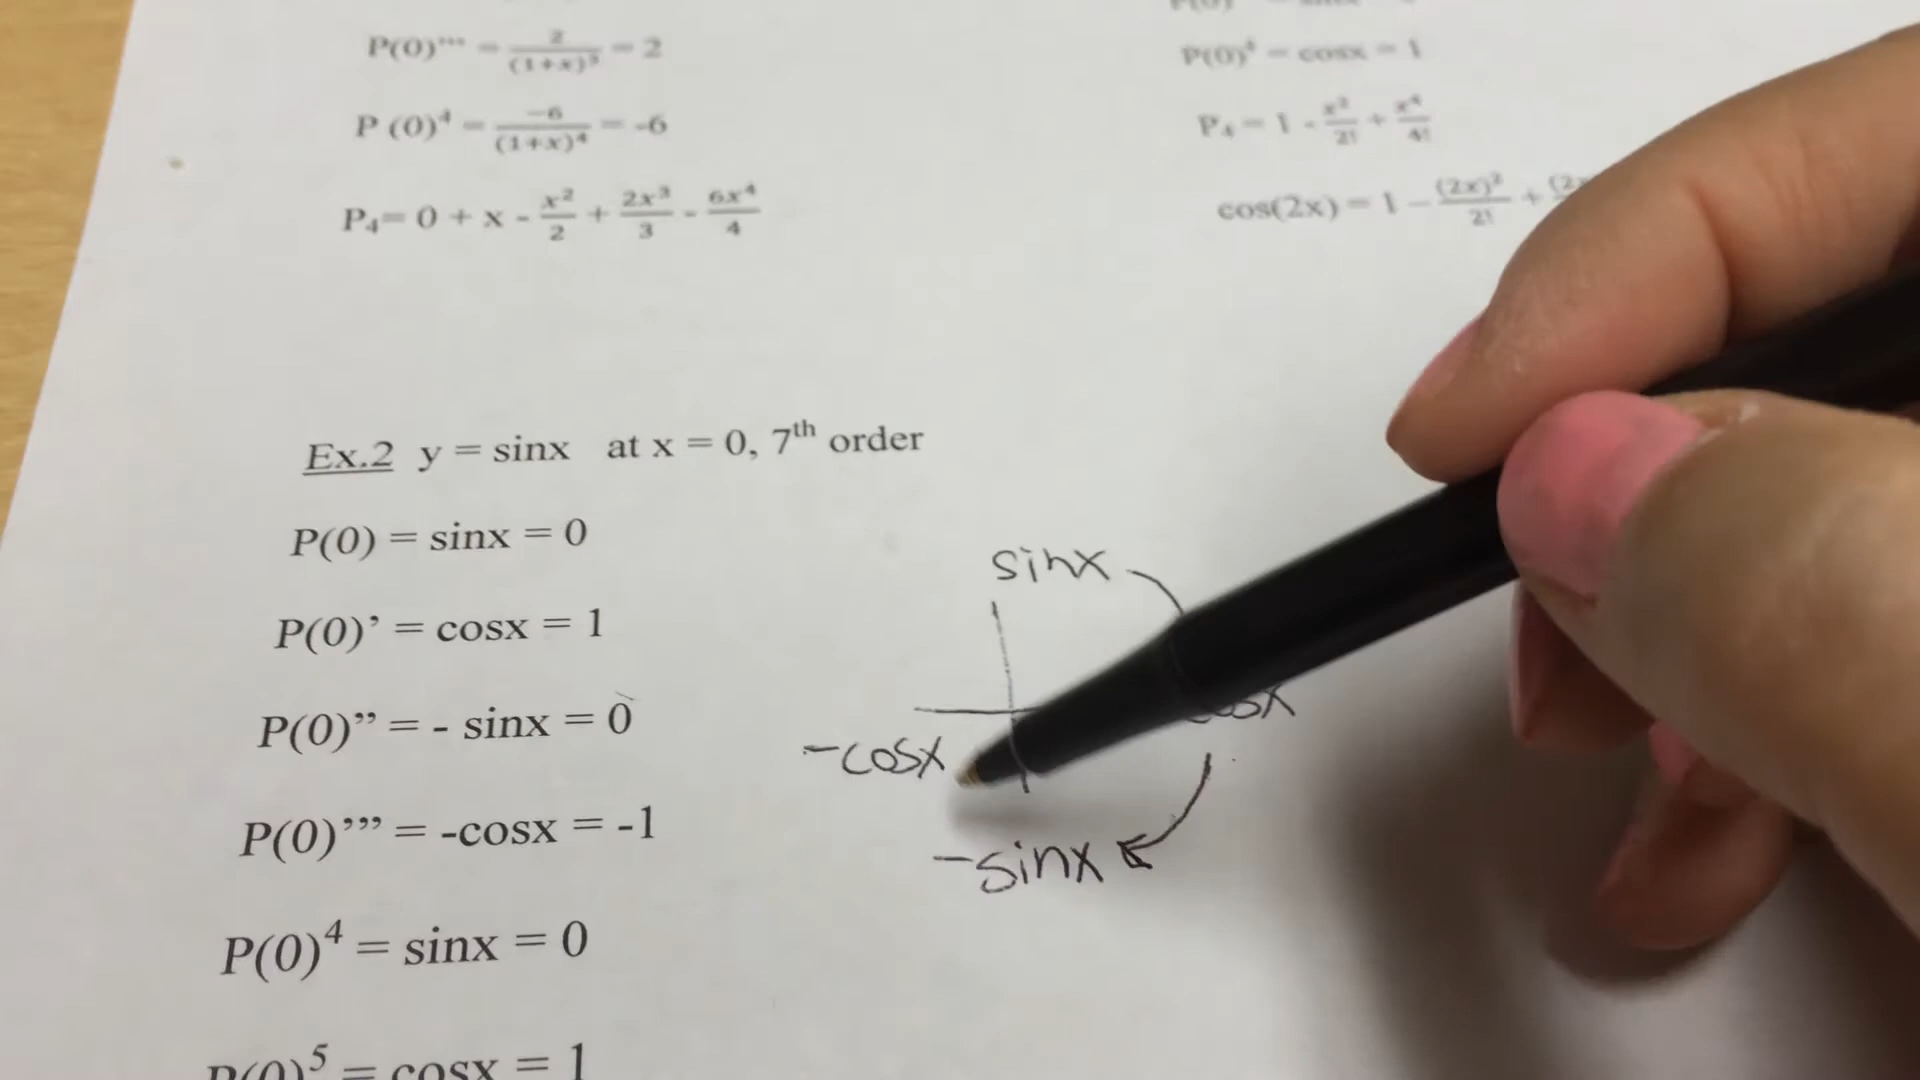 P(0)''' = 2/(1+x)³ = 2
P (0)⁴ = -6/(1+x)⁴ = -6
P₄= 0 + x - x²/2 + 2x³/3 - 6x⁴/4
P(0)⁴ = cosx = 1
P₄ = 1 - x²/2! + x⁴/4!
cos(2x) = 1 - (2x)²/2! +
Ex.2 y = sinx at x = 0, 7th order
P(0) = sinx = 0
P(0)’ = cosx = 1
P(0)” = - sinx = 0
P(0)’” = -cosx = -1
P(0)⁴ = sinx = 0
P(0)⁵ = cosx = 1
sinx
-cosx
-sinx